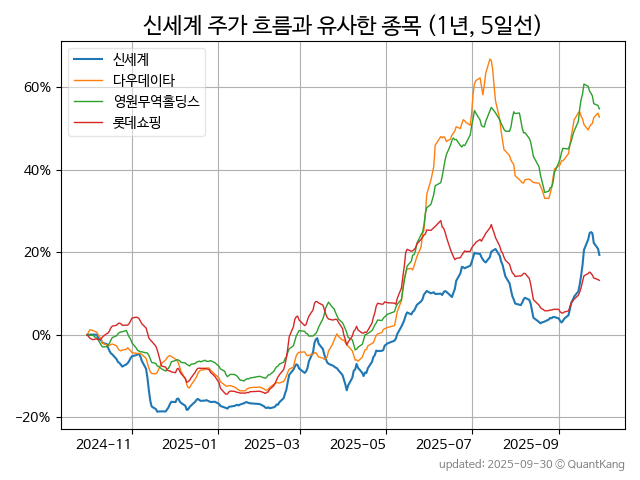 신세계 주가 흐름과 유사한 종목 (1년, 5일선)
신세계
다우데이타
영원무역홀딩스
롯데쇼핑
60%
40%
20%
0%
−20%
2024-11 2025-01 2025-03 2025-05 2025-07 2025-09
updated: 2025-09-30 © QuantKang